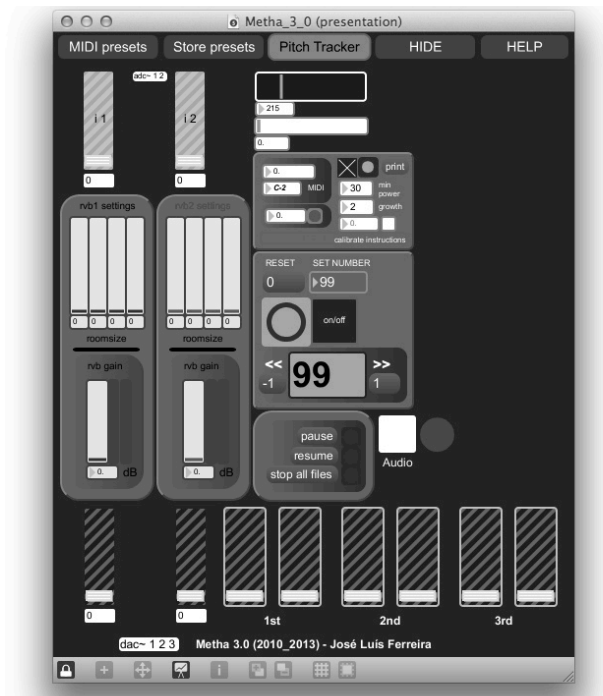 Metha_3_0 (presentation)
MIDI presets Store presets Pitch Tracker HIDE HELP
adc~ 1 2
i 1 i 2
215
0 0 0.
0. print
C-2 MIDI 30 min power
0. 2 growth
0.
calibrate instructions
rvb1 settings rvb2 settings
RESET SET NUMBER
0 99
on/off
0 0 0 0 0 0 0 0
roomsize roomsize
<< 99 >>
-1 1
rvb gain rvb gain
pause
resume
stop all files
Audio
0. dB 0. dB
0 0
1st 2nd 3rd
dac~ 1 2 3 Metha 3.0 (2010_2013) - José Luis Ferreira
i